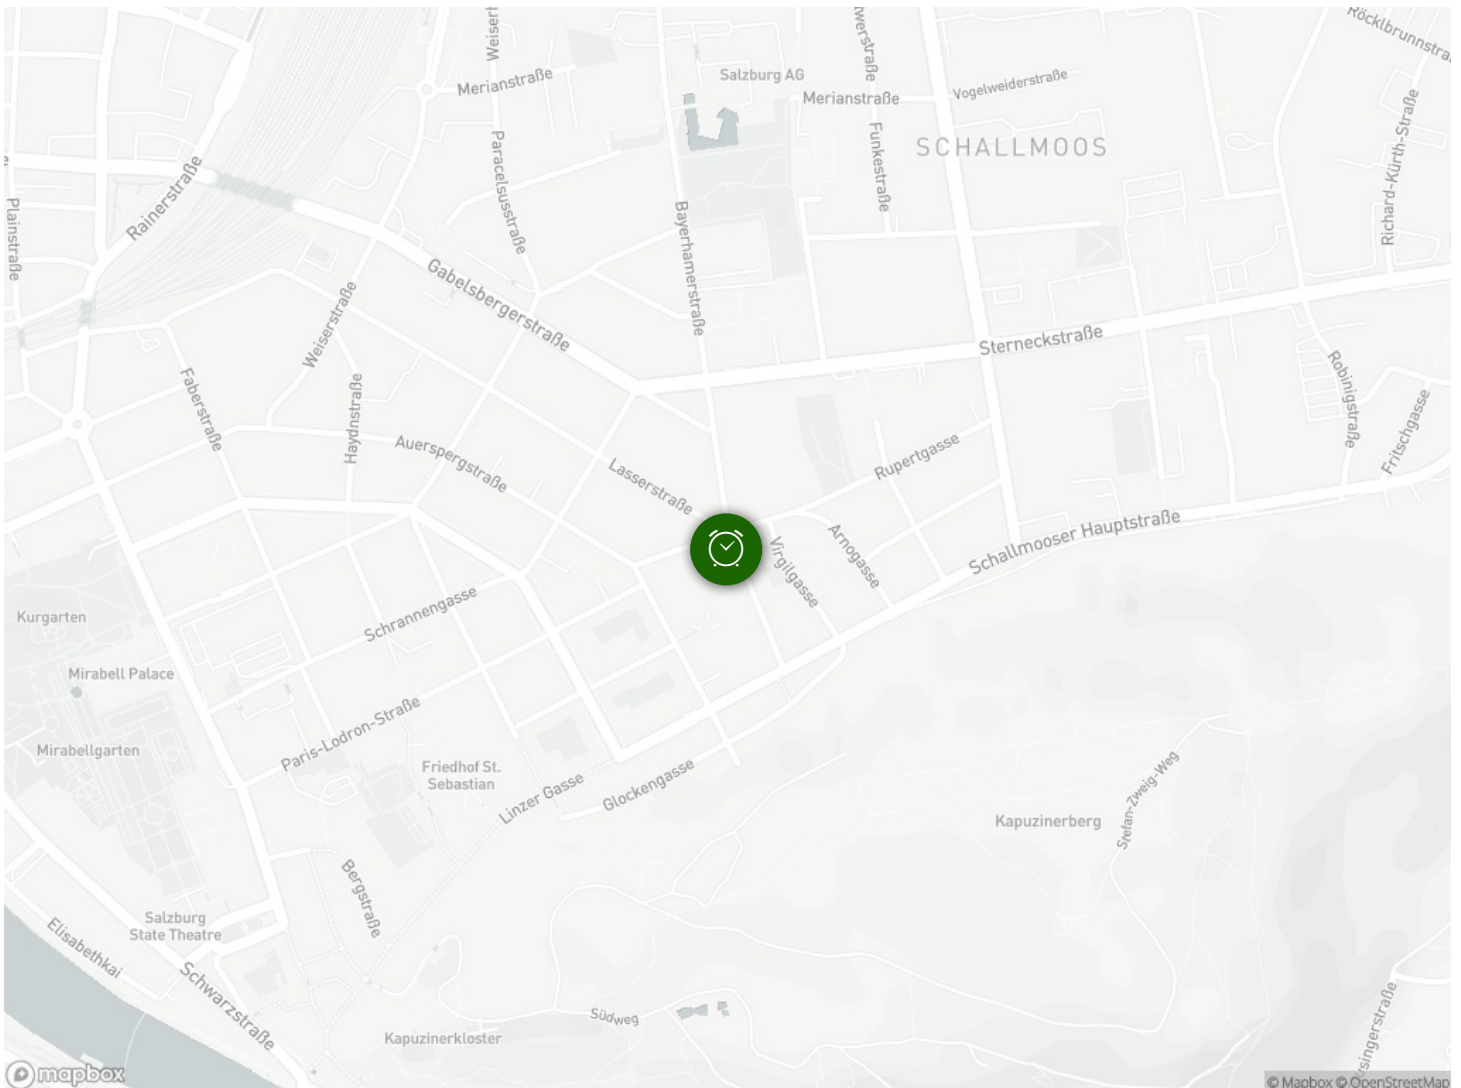 Röcklbrunnstra
Weiserl
twerstraße
Salzburg AG
Merianstraße
Merianstraße
Vogelweiderstraße
SCHALLMOOS
Funkestraße
Richard-Kürth-Straße
Paracelsusstraße
Rainerstraße
Plainstraße
Bayerhamerstraße
Gabelsbergerstraße
Weiserstraße
Sterneckstraße
Robinigstraße
Fritschgasse
Faberstraße
Haydnstraße
Auerspergstraße
Lasserstraße
Rupertgasse
Schallmooser Hauptstraße
Virgilgasse
Arnogasse
Schrannengasse
Kurgarten
Mirabell Palace
Mirabellgarten
Paris-Lodron-Straße
Friedhof St.
Sebastian
Linzer Gasse
Glockengasse
Kapuzinerberg
Stefan-Zweig-Weg
Bergstraße
Salzburg
State Theatre
Elisabethkai
Schwarzstraße
Südweg
Kapuzinerkloster
usingerstraße
mapbox
© Mapbox © OpenStreetMap